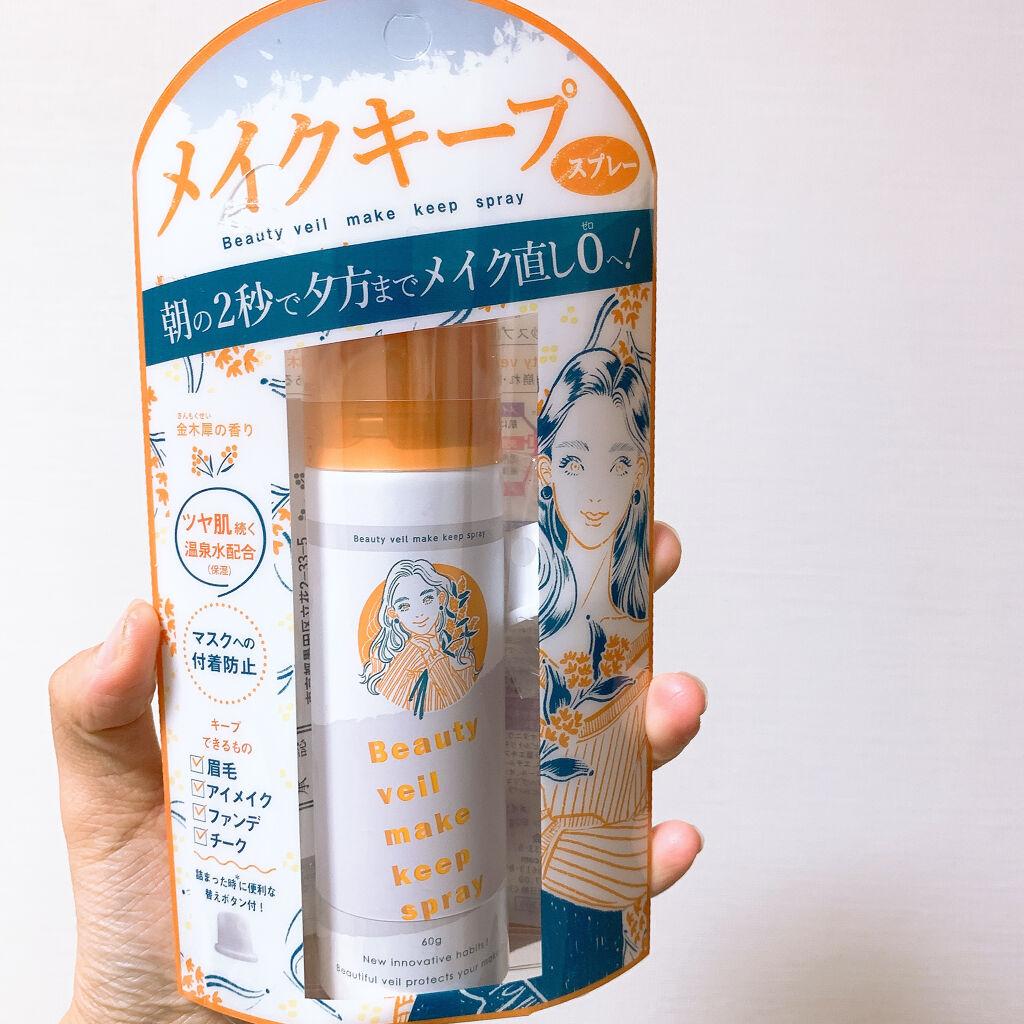 メイクキープ
スプレー
Beauty veil make keep spray
ゼロ
朝の2秒で夕方までメイク直し0へ!
きんもくせい
金木犀の香り
ツヤ肌続く
温泉水配合
(保湿)
マスクへの
付着防止
キープ
できるもの
眉毛
アイメイク
ファンデ
チーク
詰まった時*に便利な
替えボタン付!
Beauty veil make keep spray
Beauty
veil
make
keep
spray
60g
New innovative habits!
Beautiful veil protects your make